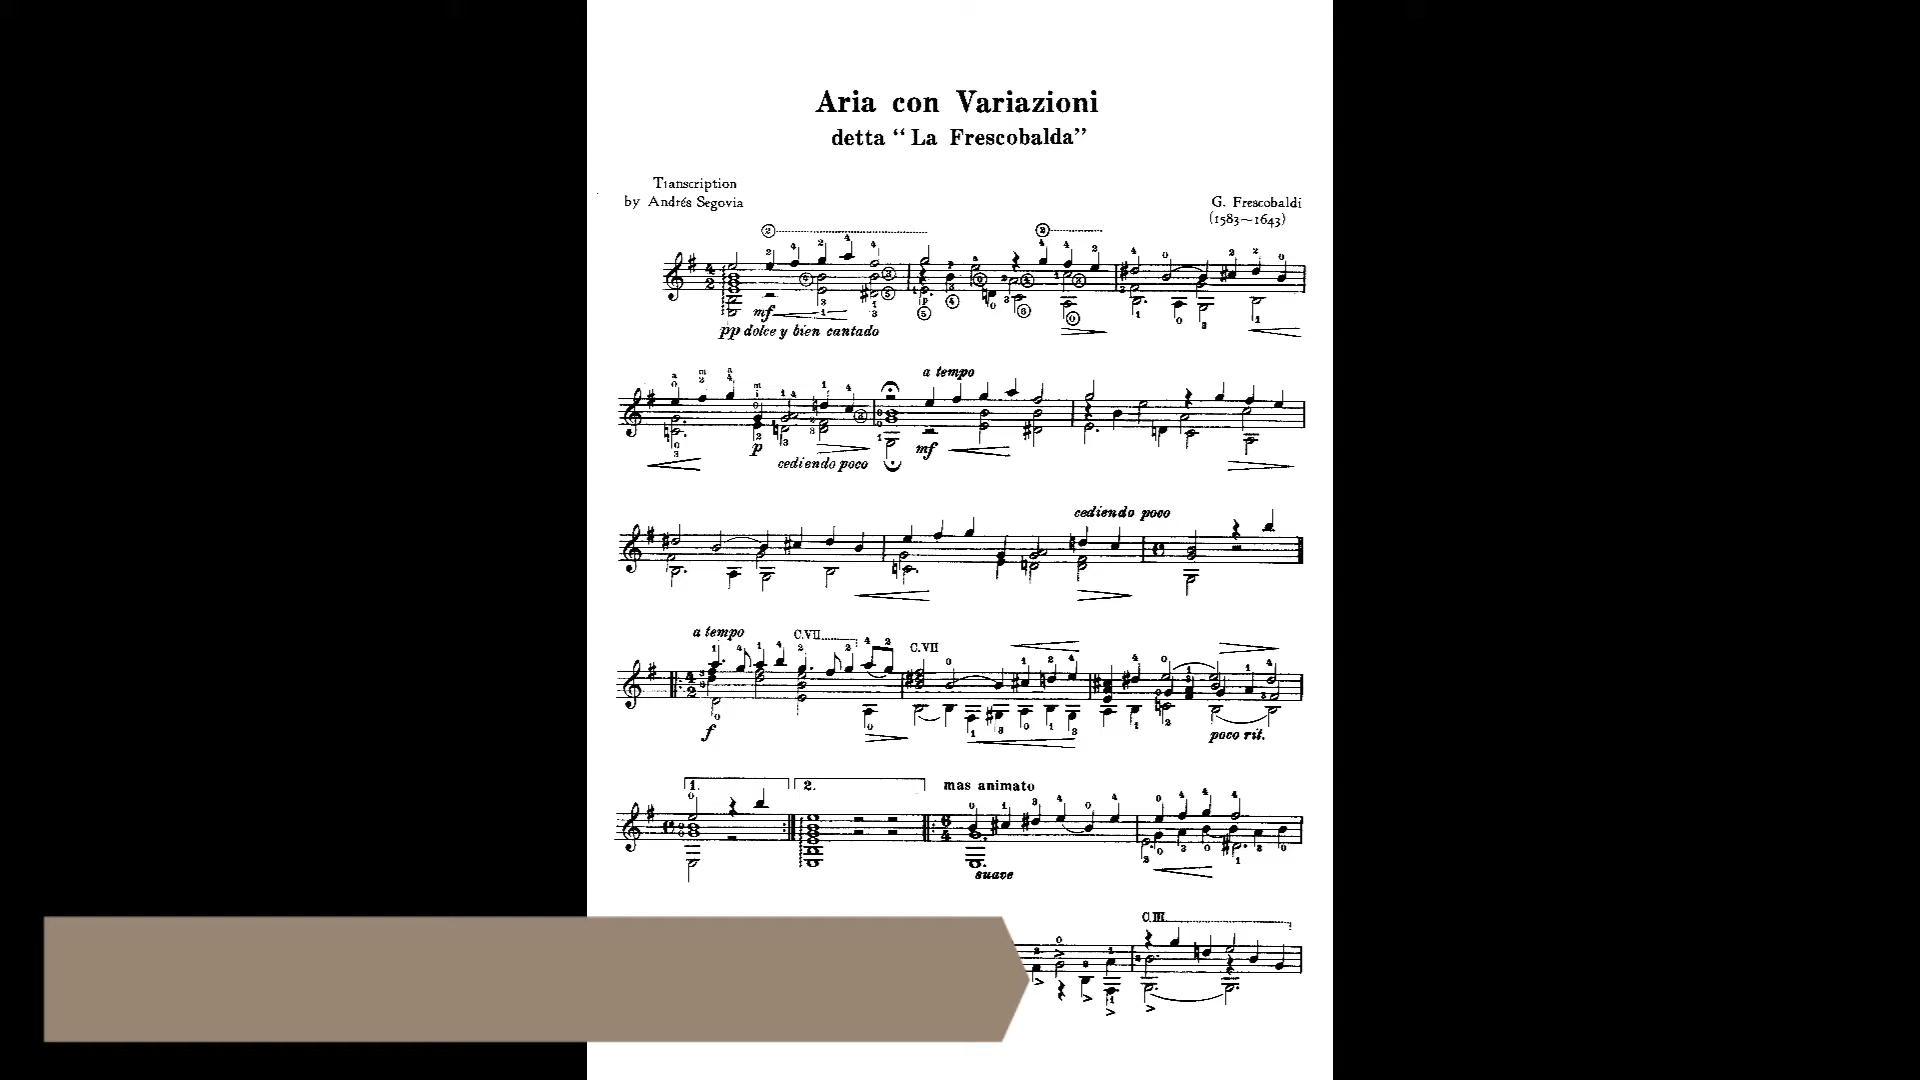 Aria con Variazioni
detta “La Frescobalda”
Transcription
by Andrés Segovia
G. Frescobaldi
(1583—1643)
mf
pp dolce y bien cantado
a tempo
p
cediendo poco
mf
cediendo poco
a tempo
C.VII
C.VII
f
poco rit.
1.
2.
mas animato
suave
C.III